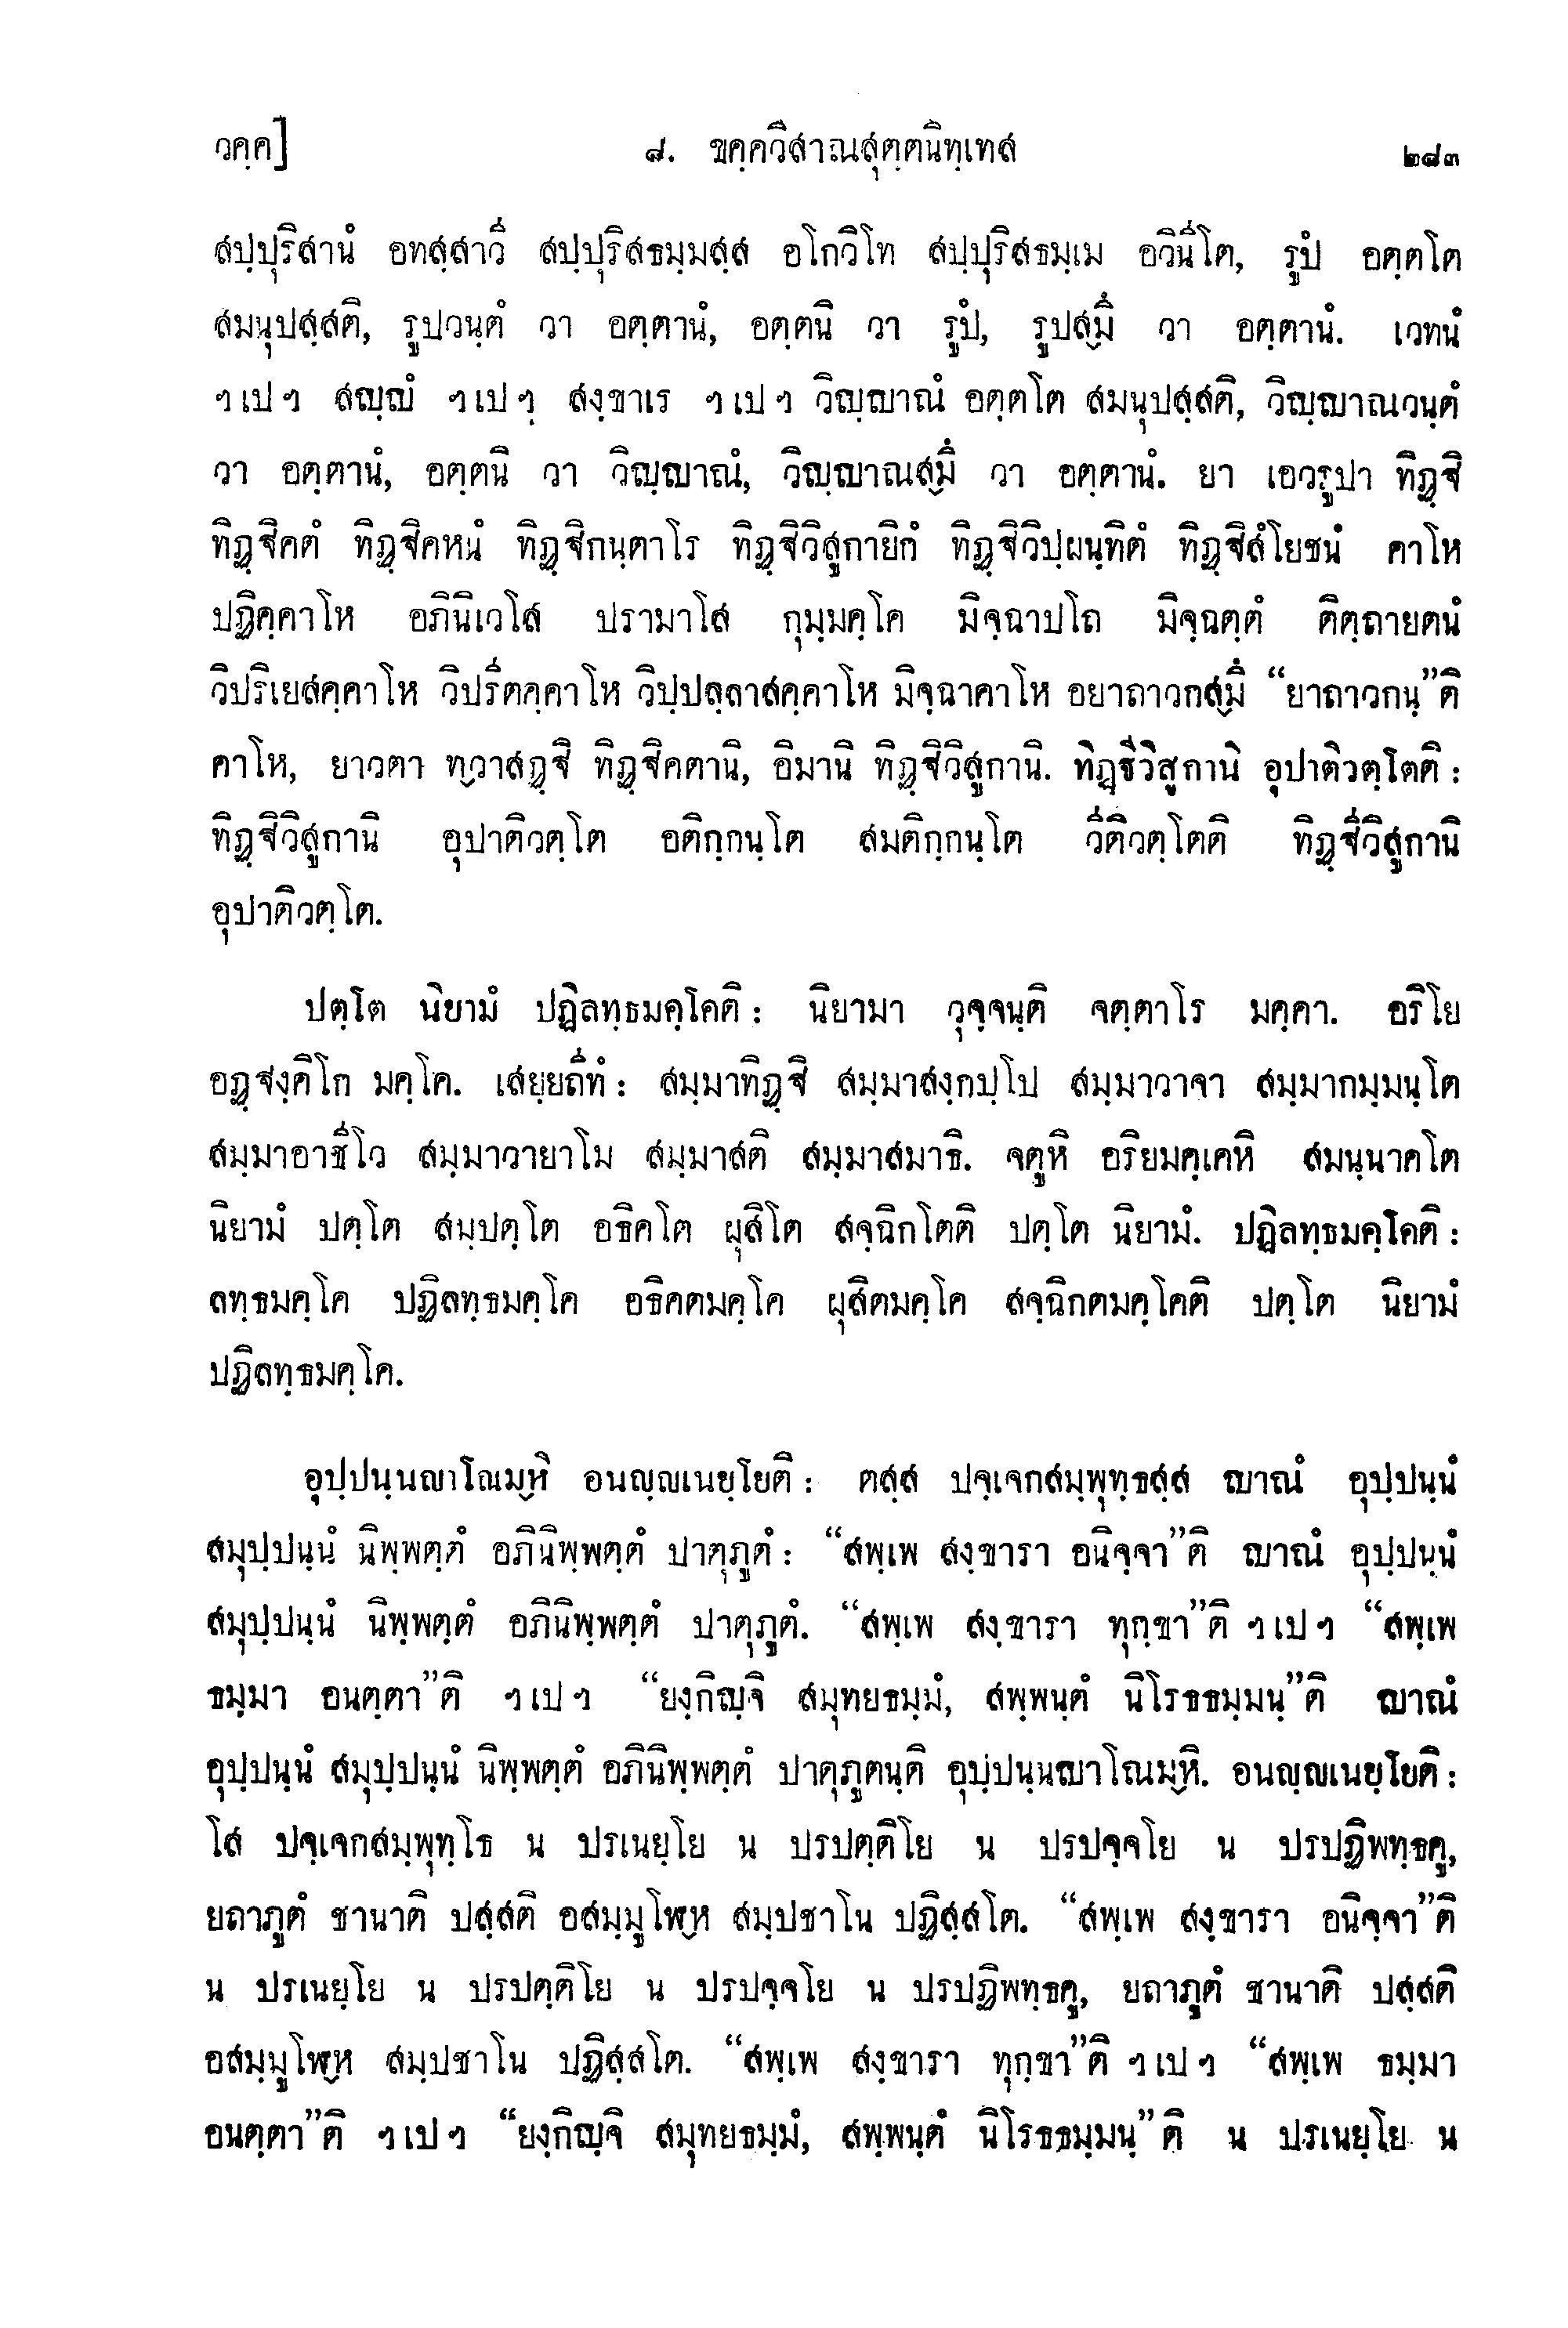 วคฺค]	๘. ขคฺควิสาณสุตฺตนิทฺเทส	๒๘๓
สปฺปุริสานํ อทสฺสาวี สปฺปุริสธมฺมสฺส อโกวิโท สปฺปุริสธมฺเม อวินีโต, รูปํ อตฺตโต
สมนุปสฺสติ, รูปวนฺตํ วา อตฺตานํ, อตฺตนิ วา รูปํ, รูปสฺมึ วา อตฺตานํ. เวทนํ
ฯเปฯ สญฺญํ ฯเปฯ สงฺขาเร ฯเปฯ วิญฺญาณํ อตฺตโต สมนุปสฺสติ, วิญฺญาณวนฺตํ
วา อตฺตานํ, อตฺตนิ วา วิญฺญาณํ, วิญฺญาณสฺมึ วา อตฺตานํ. ยา เอวรูปา ทิฏฺฐิ
ทิฏฺฐิคตํ ทิฏฺฐิคหนํ ทิฏฺฐิกนฺตาโร ทิฏฺฐิวิสูกายิกํ ทิฏฺฐิวิปฺผนฺทิตํ ทิฏฺฐิสํโยชนํ คาโห
ปฏิคฺคาโห อภินิเวโส ปรามาโส กุมฺมคฺโค มิจฺฉาปโถ มิจฺฉตฺตํ ติตฺถายตนํ
วิปริเยสคฺคาโห วิปรีตคฺคาโห วิปฺปลฺลาสคฺคาโห มิจฺฉาคาโห อยาถาวกสฺมึ “ยาถาวกนฺ”ติ
คาโห, ยาวตา ทฺวาสฏฺฐิ ทิฏฺฐิคตานิ, อิมานิ ทิฏฺฐิวิสูกานิ. ทิฏฺฐีวิสูกานิ อุปาติวตฺโตติ :
ทิฏฺฐิวิสูกานิ อุปาติวตฺโต อติกฺกนฺโต สมติกฺกนฺโต วีติวตฺโตติ ทิฏฺฐีวิสูกานิ
อุปาติวตฺโต.
ปตฺโต นิยามํ ปฏิลทฺธมคฺโคติ : นิยามา วุจฺจนฺติ จตฺตาโร มคฺคา. อริโย
อฏฺฐงฺคิโก มคฺโค. เสยฺยถีทํ : สมฺมาทิฏฺฐิ สมฺมาสงฺกปฺโป สมฺมาวาจา สมฺมากมฺมนฺโต
สมฺมาอาชีโว สมฺมาวายาโม สมฺมาสติ สมฺมาสมาธิ. จตูหิ อริยมคฺเคหิ สมนฺนาคโต
นิยามํ ปตฺโต สมฺปตฺโต อธิคโต ผุสิโต สจฺฉิกโตติ ปตฺโต นิยามํ. ปฏิลทฺธมคฺโคติ :
ลทฺธมคฺโค ปฏิลทฺธมคฺโค อธิคตมคฺโค ผุสิตมคฺโค สจฺฉิกตมคฺโคติ ปตฺโต นิยามํ
ปฏิลทฺธมคฺโค.
อุปฺปนฺนญาโณมฺหิ อนญฺญเนยฺโยติ : ตสฺส ปจฺเจกสมฺพุทฺธสฺส ญาณํ อุปฺปนฺนํ
สมุปฺปนฺนํ นิพฺพตฺตํ อภินิพฺพตฺตํ ปาตุภูตํ : “สพฺเพ สงฺขารา อนิจฺจา”ติ ญาณํ อุปฺปนฺนํ
สมุปฺปนฺนํ นิพฺพตฺตํ อภินิพฺพตฺตํ ปาตุภูตํ. “สพฺเพ สงฺขารา ทุกฺขา”ติ ฯเปฯ “สพฺเพ
ธมฺมา อนตฺตา”ติ ฯเปฯ “ยงฺกิญฺจิ สมุทยธมฺมํ, สพฺพนฺตํ นิโรธธมฺมนฺ”ติ ญาณํ
อุปฺปนฺนํ สมุปฺปนฺนํ นิพฺพตฺตํ อภินิพฺพตฺตํ ปาตุภูตนฺติ อุปฺปนฺนญาโณมฺหิ. อนญฺญเนยฺโยติ :
โส ปจฺเจกสมฺพุทฺโธ น ปรเนยฺโย น ปรปตฺติโย น ปรปจฺจโย น ปรปฏิพทฺธคู,
ยถาภูตํ ชานาติ ปสฺสติ อสมฺมูโฬฺห สมฺปชาโน ปฏิสฺสโต. “สพฺเพ สงฺขารา อนิจฺจา”ติ
น ปรเนยฺโย น ปรปตฺติโย น ปรปจฺจโย น ปรปฏิพทฺธคู, ยถาภูตํ ชานาติ ปสฺสติ
อสมฺมูโฬฺห สมฺปชาโน ปฏิสฺสโต. “สพฺเพ สงฺขารา ทุกฺขา”ติ ฯเปฯ “สพฺเพ ธมฺมา
อนตฺตา”ติ ฯเปฯ “ยงฺกิญฺจิ สมุทยธมฺมํ, สพฺพนฺตํ นิโรธธมฺมนฺ”ติ น ปรเนยฺโย น